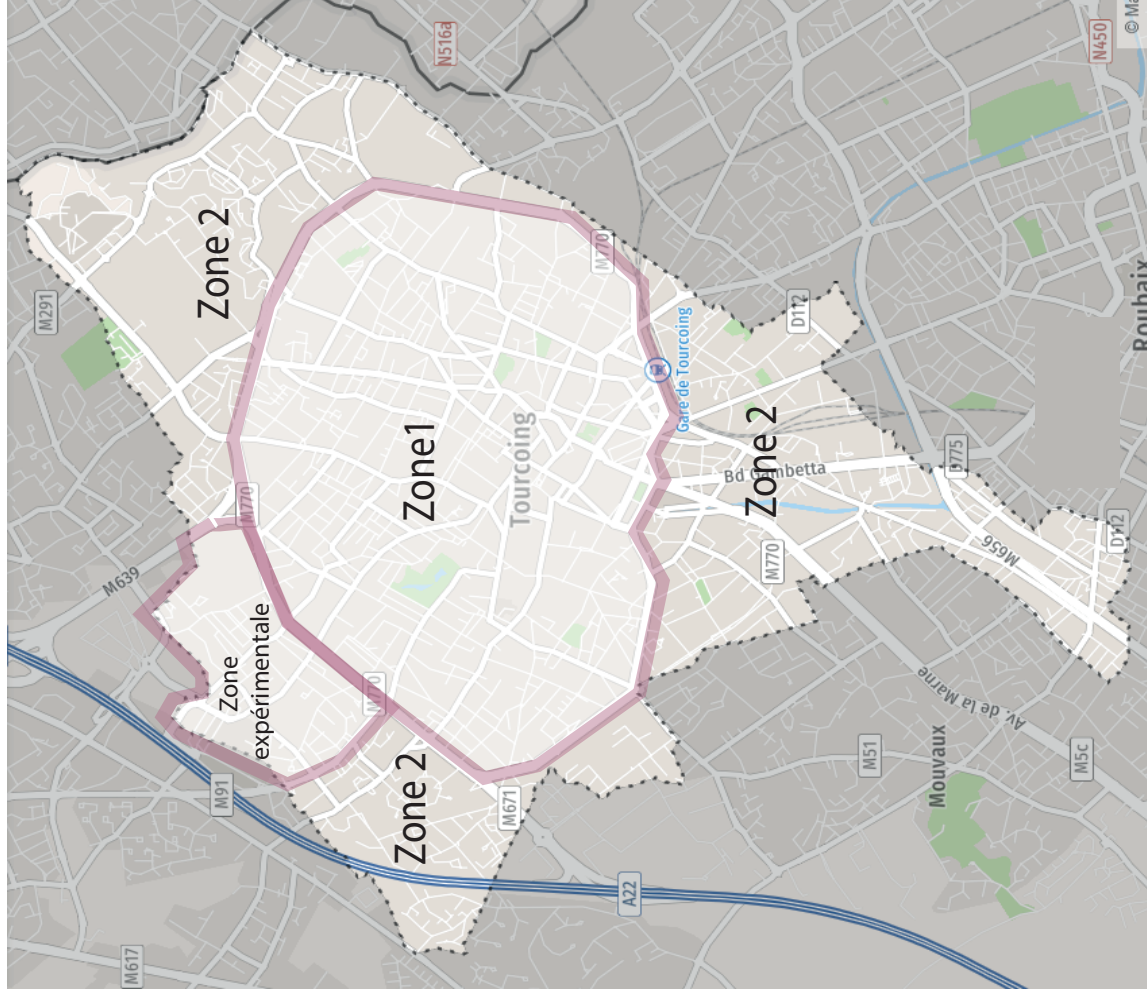 M291
M639
M617
Zone 2
M91
Zone
expérimentale
M770
M770
Zone 2
Zone1
N516a
M671
Tourcoing
M770
A22
Gare de Tourcoing
Zone 2
Bd Gambetta
M770
D112
M51
Mouvaux
D775
Av. de la Marne
M656
M5c
N450
D112
© Ma
Roubaix